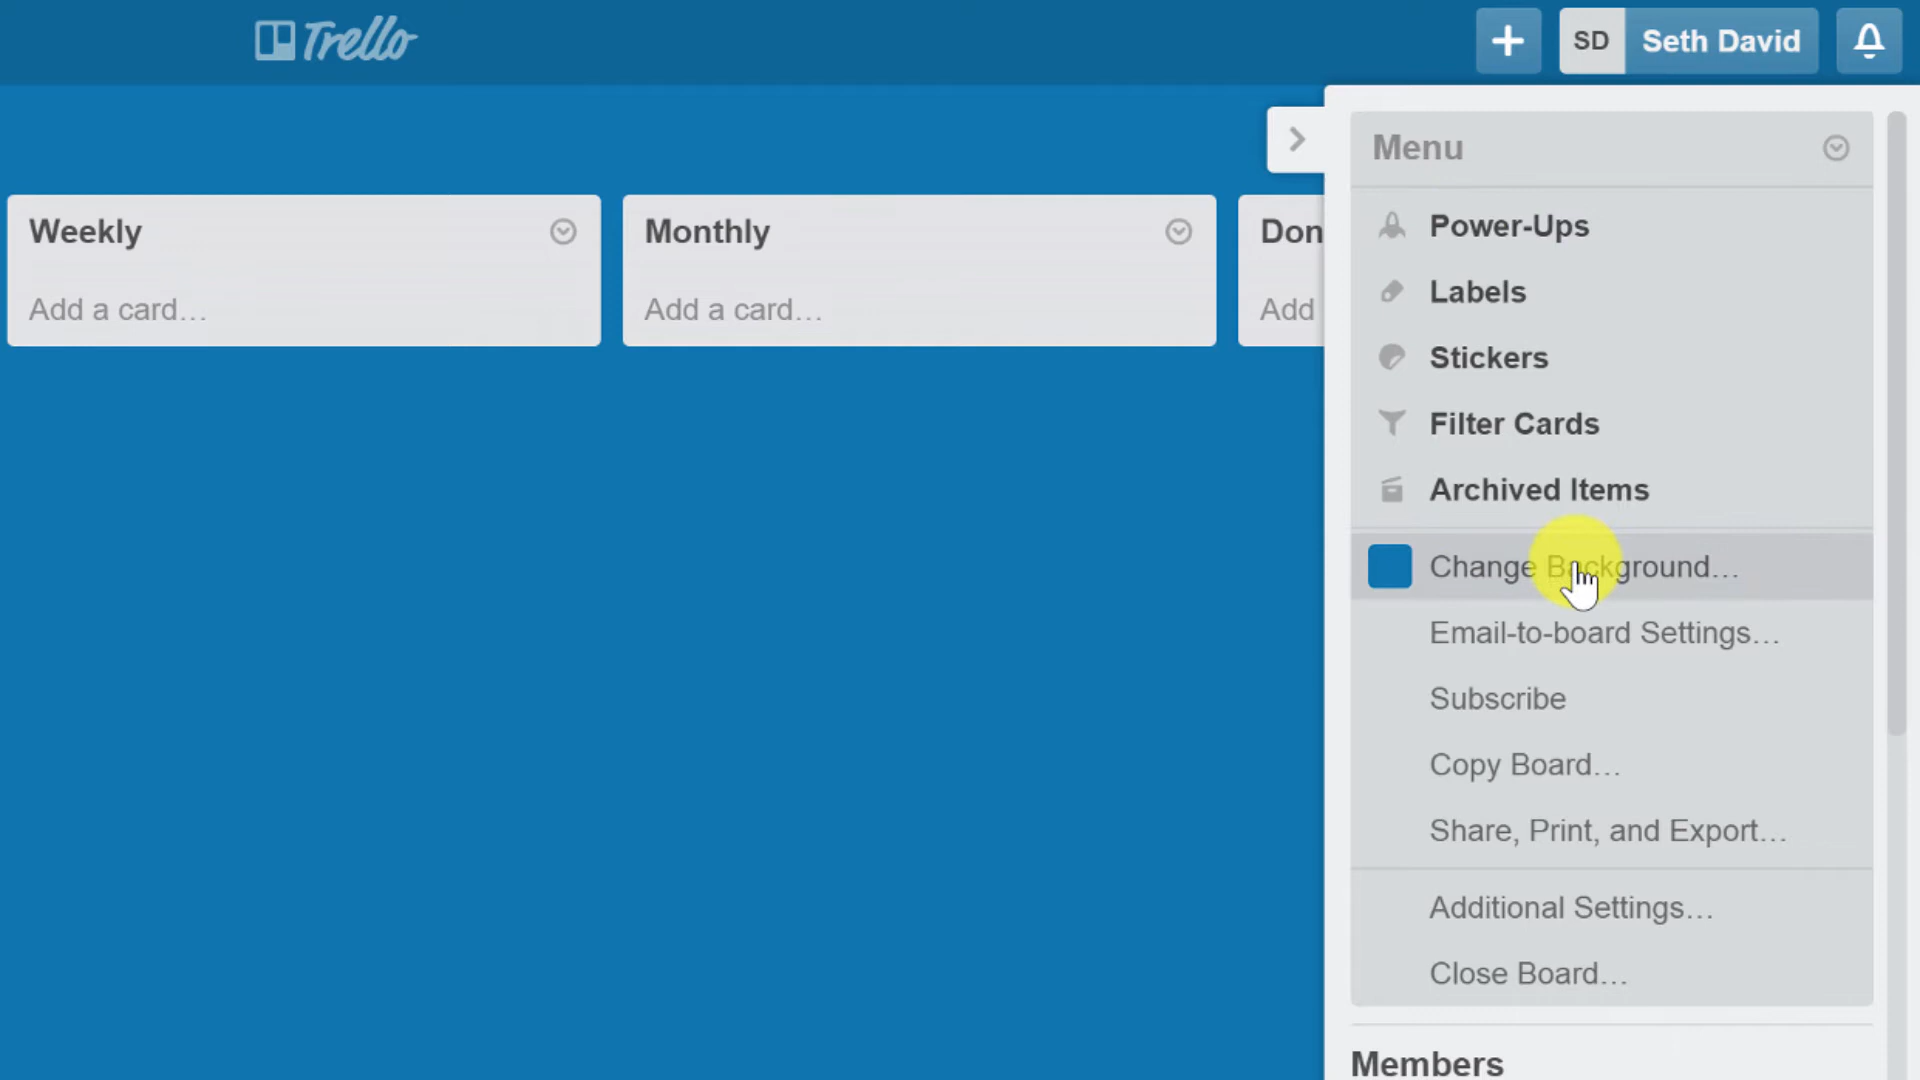 Trello
SD Seth David
Menu
Weekly
Add a card…
Monthly
Add a card…
Don
Add
Power-Ups
Labels
Stickers
Filter Cards
Archived Items
Change Background…
Email-to-board Settings…
Subscribe
Copy Board…
Share, Print, and Export…
Additional Settings…
Close Board…
Members